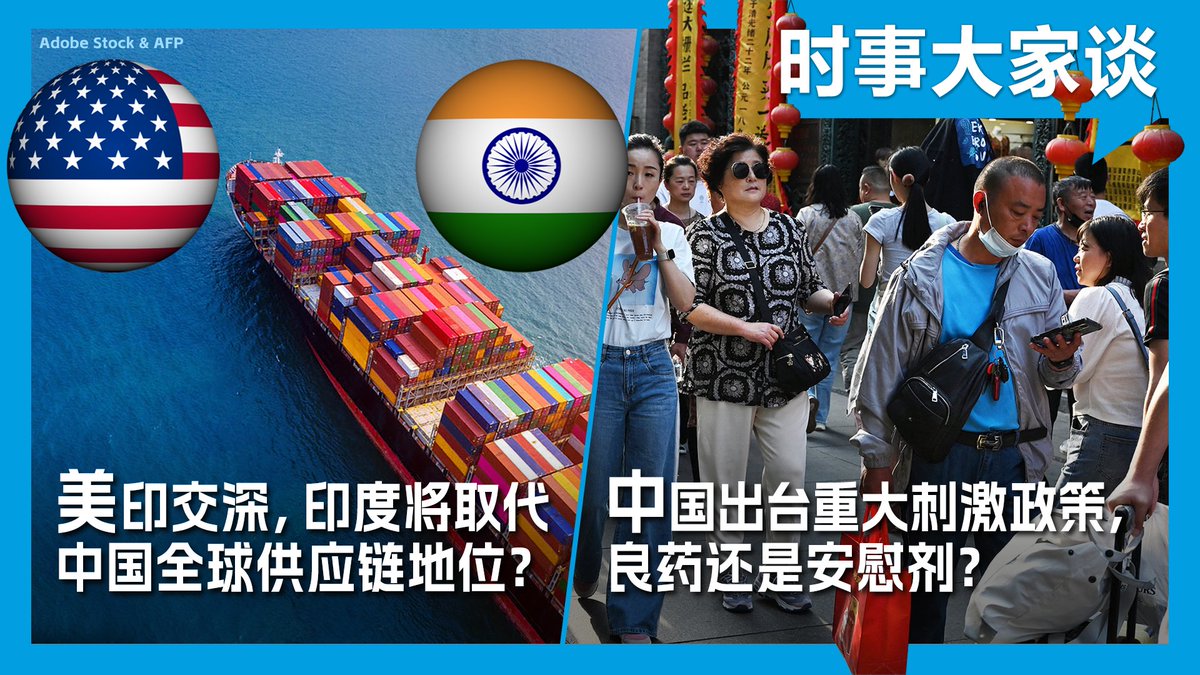 Adobe Stock & AFP
时事大家谈
美印交深, 印度将取代
中国全球供应链地位?
中国出台重大刺激政策,
良药还是安慰剂?